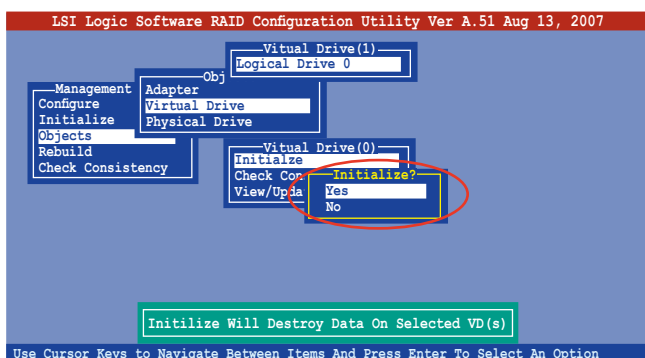 LSI Logic Software RAID Configuration Utility Ver A.51 Aug 13, 2007
Vitual Drive(1)
Logical Drive 0
Obj
Adapter
Virtual Drive
Physical Drive
Management
Configure
Initialize
Objects
Rebuild
Check Consistency
Vitual Drive(0)
Initialze
Check Con
View/Upda
Initialize?
Yes
No
Initilize Will Destroy Data On Selected VD(s)
Use Cursor Keys to Navigate Between Items And Press Enter To Select An Option